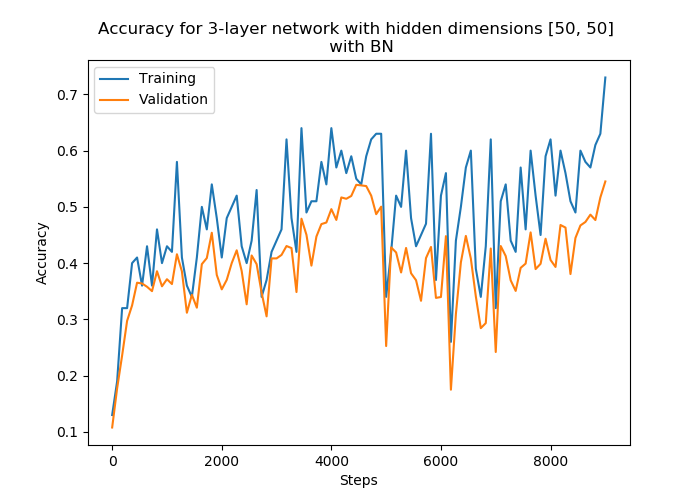 Accuracy for 3-layer network with hidden dimensions [50, 50]
with BN
Training
Validation
Accuracy
0.7
0.6
0.5
0.4
0.3
0.2
0.1
0
2000
4000
6000
8000
Steps